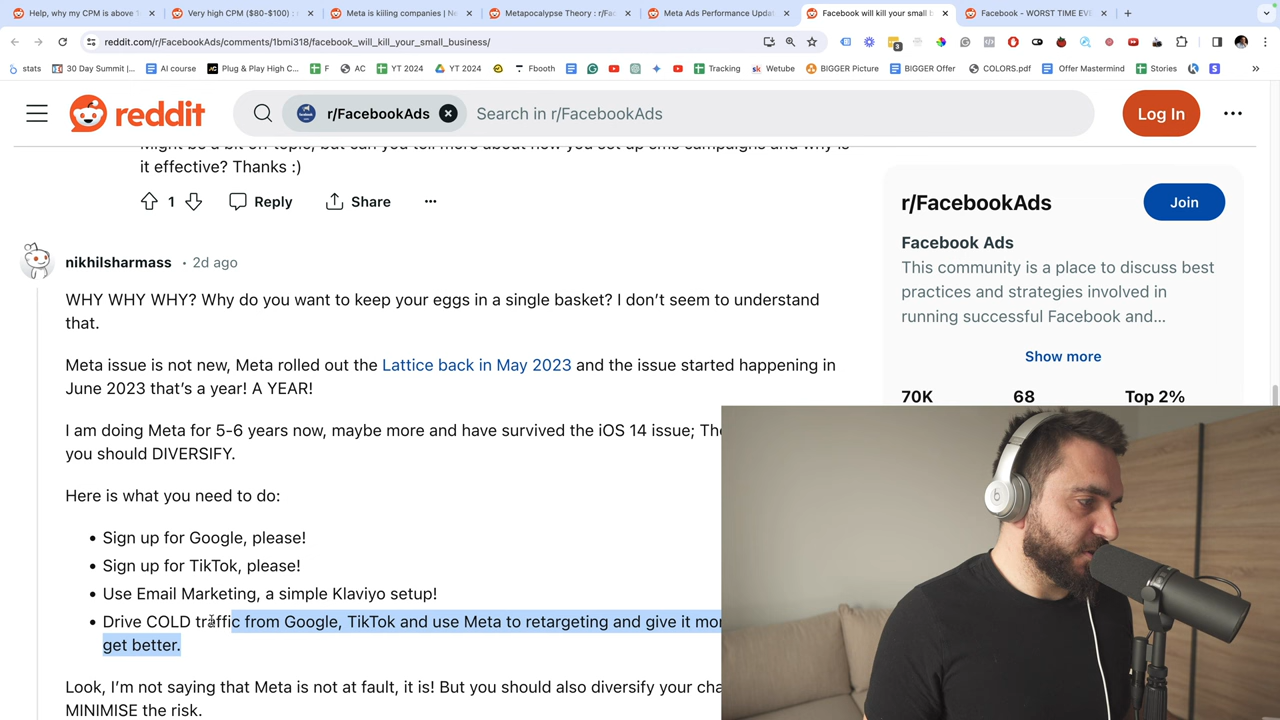 Help, why my CPM is above 1
Very high CPM ($80-$100) : 
Meta is kiiling companies | Ne
Metapocalypse Theory : r/Fac
Meta Ads Performance Updat
Facebook will kill your small b
Facebook - WORST TIME EVE
reddit.com/r/FacebookAds/comments/1bmi318/facebook_will_kill_your_small_business/
stats
30 Day Summit |...
AI course
Plug & Play High C...
F
AC
YT 2024
YT 2024
Fbooth
Tracking
Wetube
BIGGER Picture
BIGGER Offer
COLORS.pdf
Offer Mastermind
Stories
reddit
r/FacebookAds
Search in r/FacebookAds
Log In
it effective? Thanks :)
1
Reply
Share
nikhilsharmass • 2d ago
WHY WHY WHY? Why do you want to keep your eggs in a single basket? I don't seem to understand
that.
Meta issue is not new, Meta rolled out the Lattice back in May 2023 and the issue started happening in
June 2023 that's a year! A YEAR!
I am doing Meta for 5-6 years now, maybe more and have survived the iOS 14 issue; The
you should DIVERSIFY.
Here is what you need to do:
• Sign up for Google, please!
• Sign up for TikTok, please!
• Use Email Marketing, a simple Klaviyo setup!
• Drive COLD traffic from Google, TikTok and use Meta to retargeting and give it mor
get better.
Look, I'm not saying that Meta is not at fault, it is! But you should also diversify your cha
MINIMISE the risk.
r/FacebookAds
Join
Facebook Ads
This community is a place to discuss best
practices and strategies involved in
running successful Facebook and...
Show more
70K
68
Top 2%